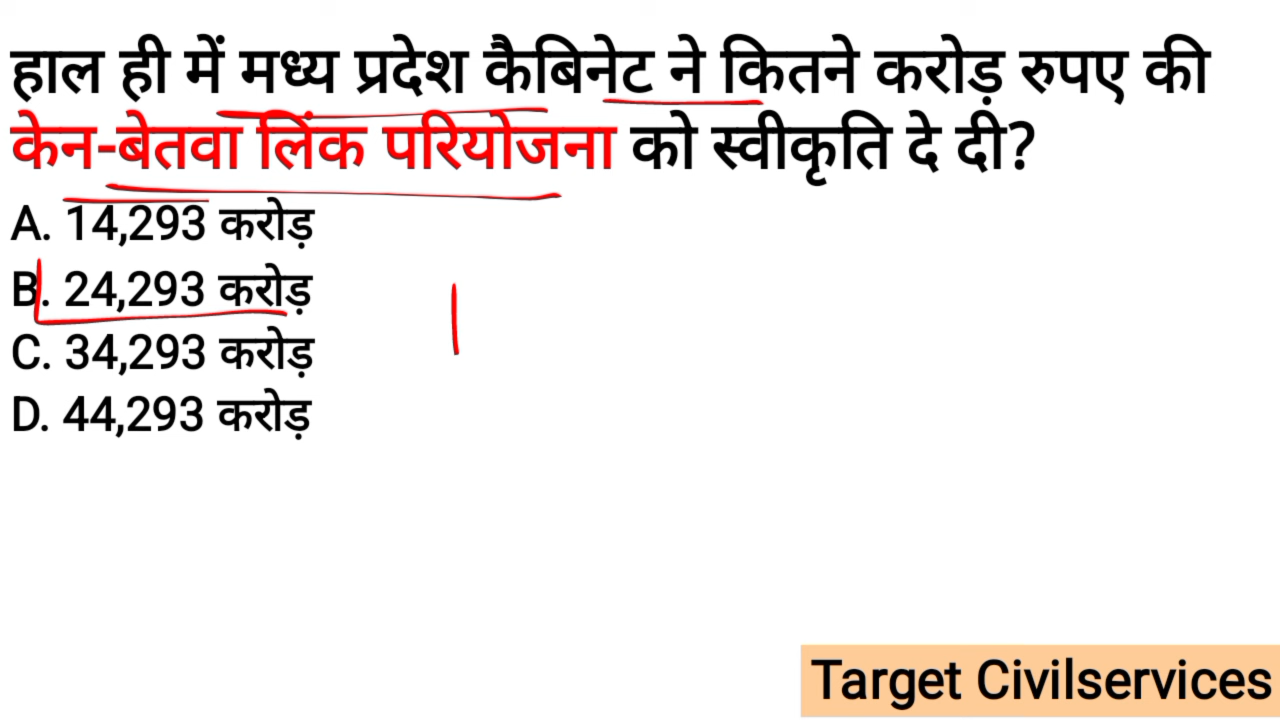 हाल ही में मध्य प्रदेश कैबिनेट ने कितने करोड़ रुपए की
केन-बेतवा लिंक परियोजना को स्वीकृति दे दी?
A. 14,293 करोड़
B. 24,293 करोड़
C. 34,293 करोड़
D. 44,293 करोड़
Target Civilservices